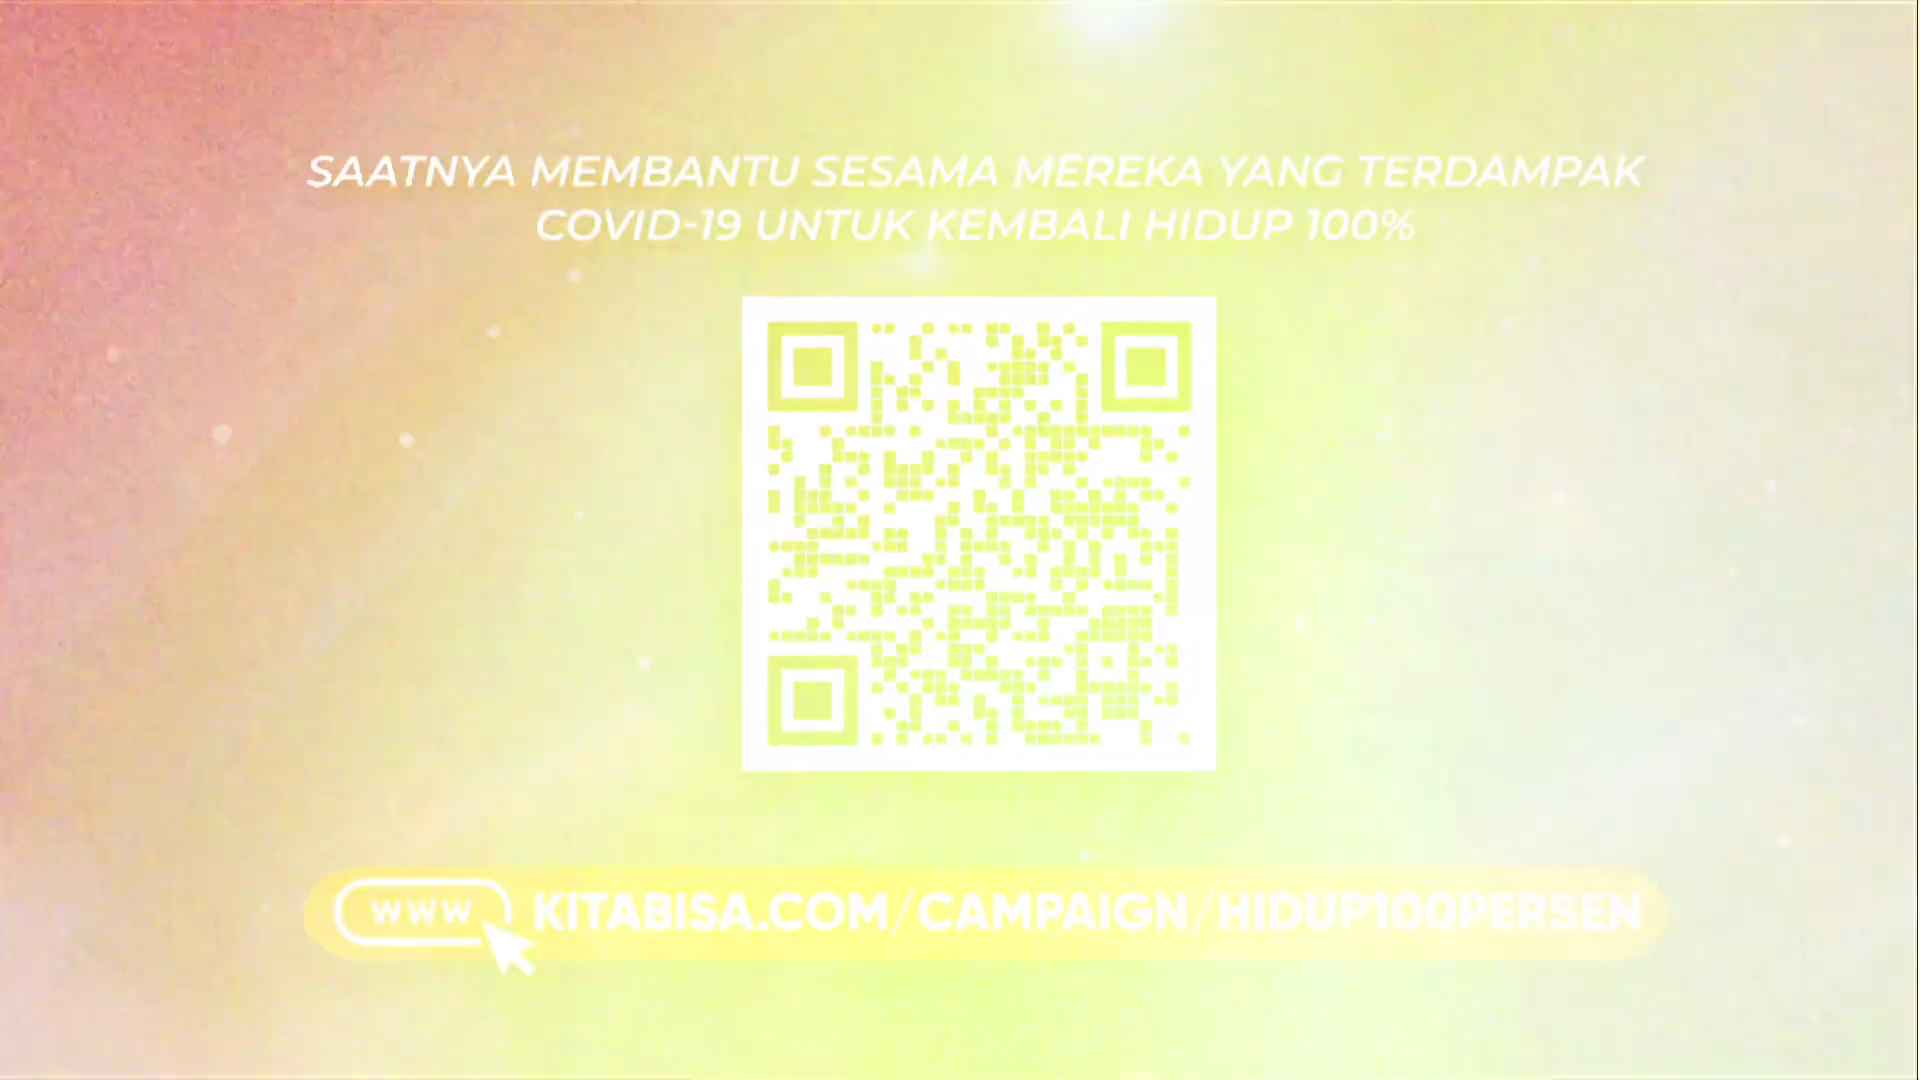 SAATNYA MEMBANTU SESAMA MEREKA YANG TERDAMPAK
COVID-19 UNTUK KEMBALI HIDUP 100%
WWW KITABISA.COM/CAMPAIGN/HIDUP100PERSEN